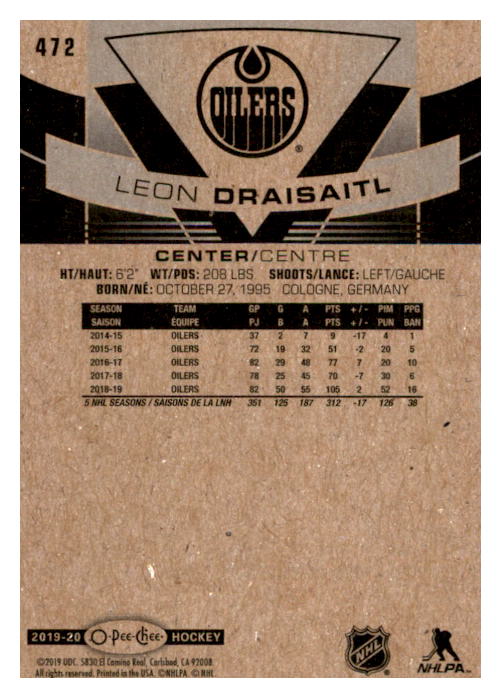 472
OILERS
®
LEON DRAISAITL
CENTER/CENTRE
HT/HAUT: 6'2" WT/PDS: 208 LBS SHOOTS/LANCE: LEFT/GAUCHE
BORN/NÉ: OCTOBER 27, 1995 COLOGNE, GERMANY
SEASON TEAM GP G A PTS +/- PIM PPG
SAISON ÉQUIPE PJ B A PTS +/- PUN BAN
2014-15 OILERS 37 2 7 9 -17 4 1
2015-16 OILERS 72 19 32 51 -2 20 5
2016-17 OILERS 82 29 48 77 7 20 10
2017-18 OILERS 78 25 45 70 -7 30 6
2018-19 OILERS 82 50 55 105 2 52 16
5 NHL SEASONS / SAISONS DE LA LNH 351 125 187 312 -17 126 38
2019-20 O-Pee-Chee HOCKEY
©2019 UDC. 5830 El Camino Real, Carlsbad, CA 92008.
All rights reserved. Printed in the USA. ©NHLPA. © NHL.
NHL
NHLPA